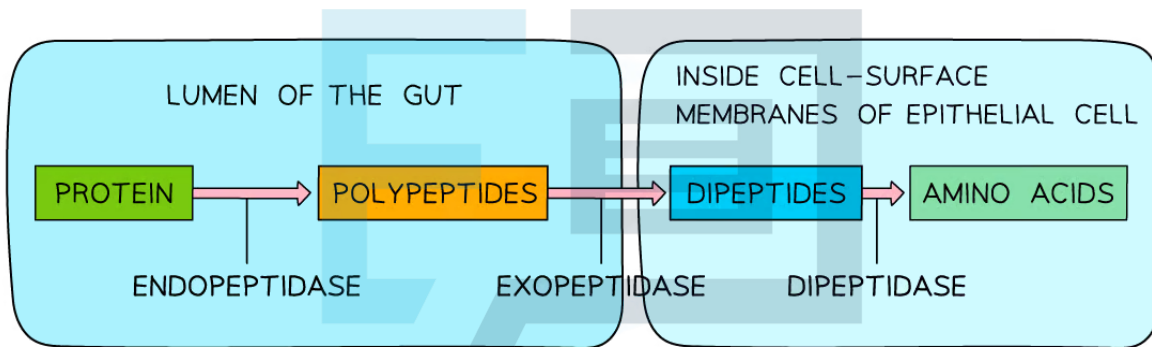 LUMEN OF THE GUT
INSIDE CELL-SURFACE
MEMBRANES OF EPITHELIAL CELL
PROTEIN
POLYPEPTIDES
DIPEPTIDES
AMINO ACIDS
ENDOPEPTIDASE
EXOPEPTIDASE
DIPEPTIDASE